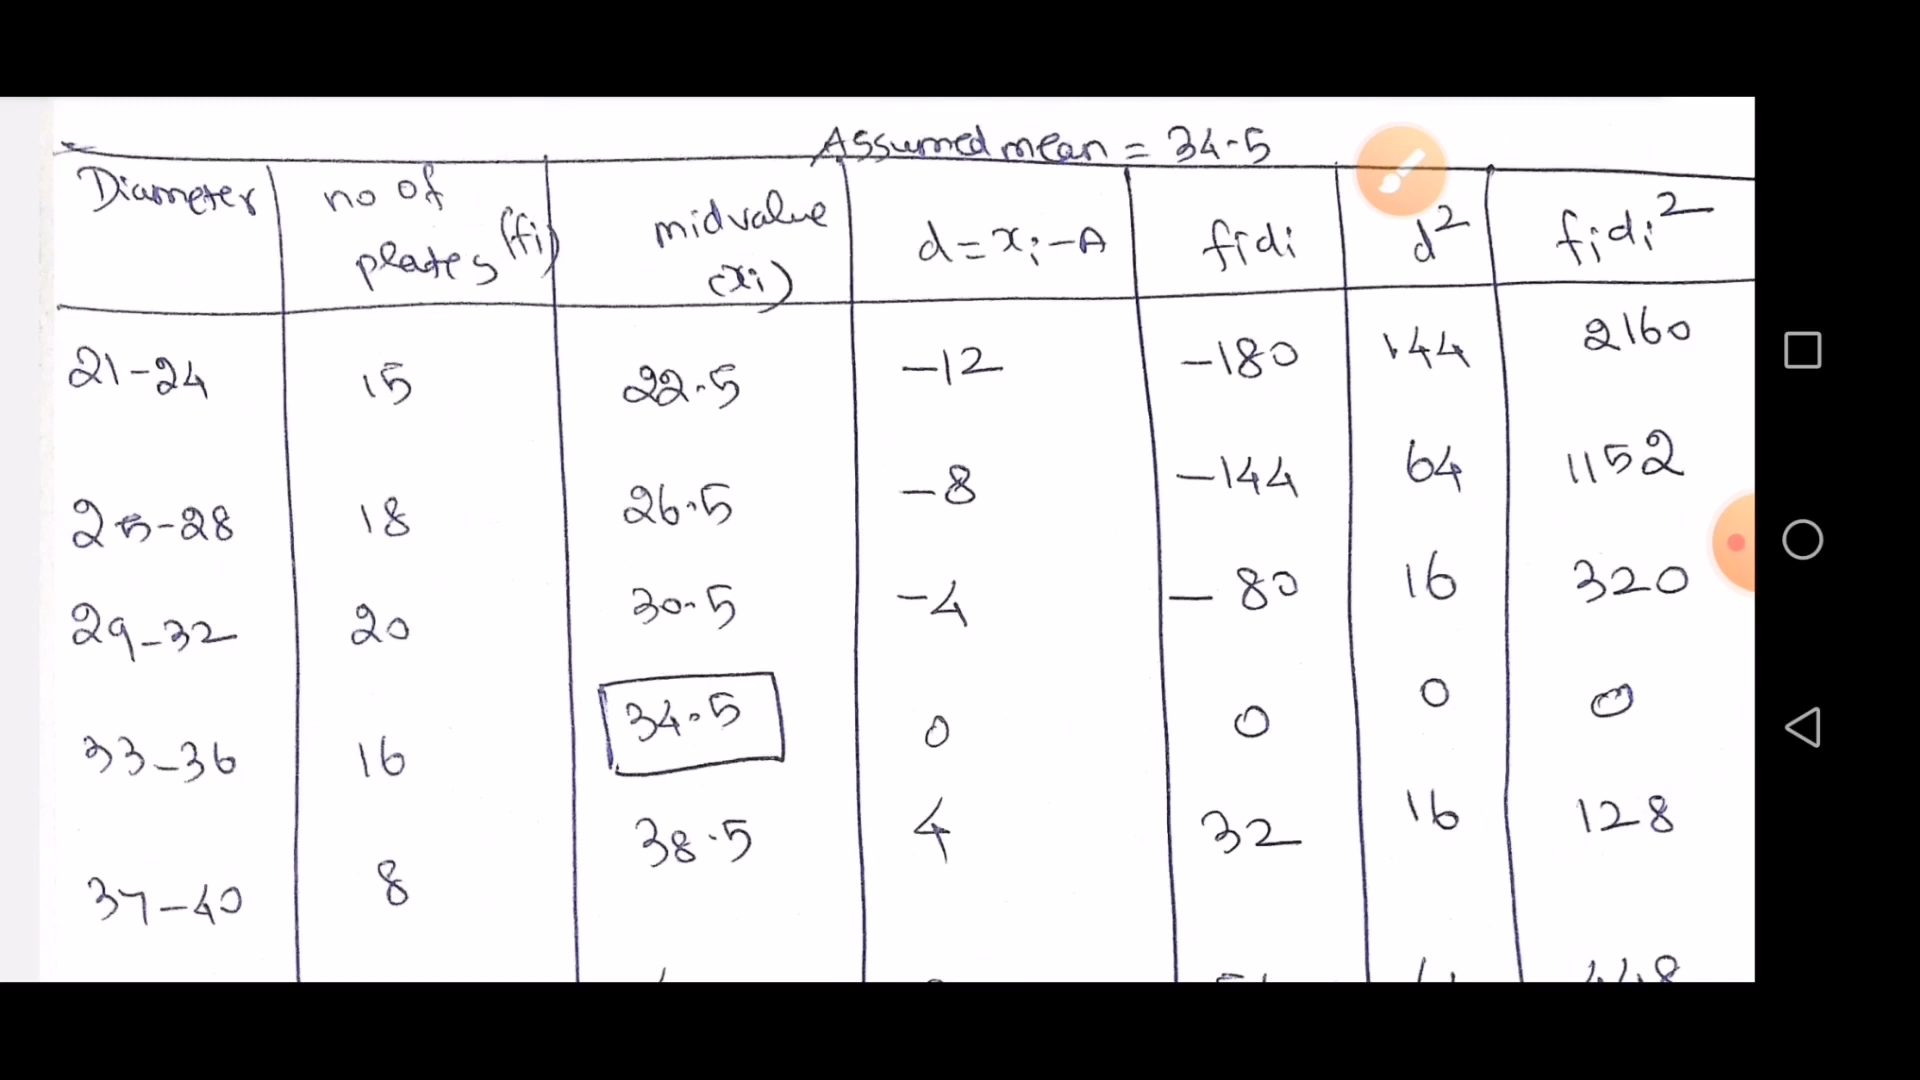 Assumed mean = 34.5
Diameter no of plates (fi) midvalue (xi) d=xi-A fidi d² fidi²
21-24 15 22.5 -12 -180 144 2160
25-28 18 26.5 -8 -144 64 1152
29-32 20 30.5 -4 -80 16 320
33-36 16 34.5 0 0 0 0
37-40 8 38.5 4 32 16 128